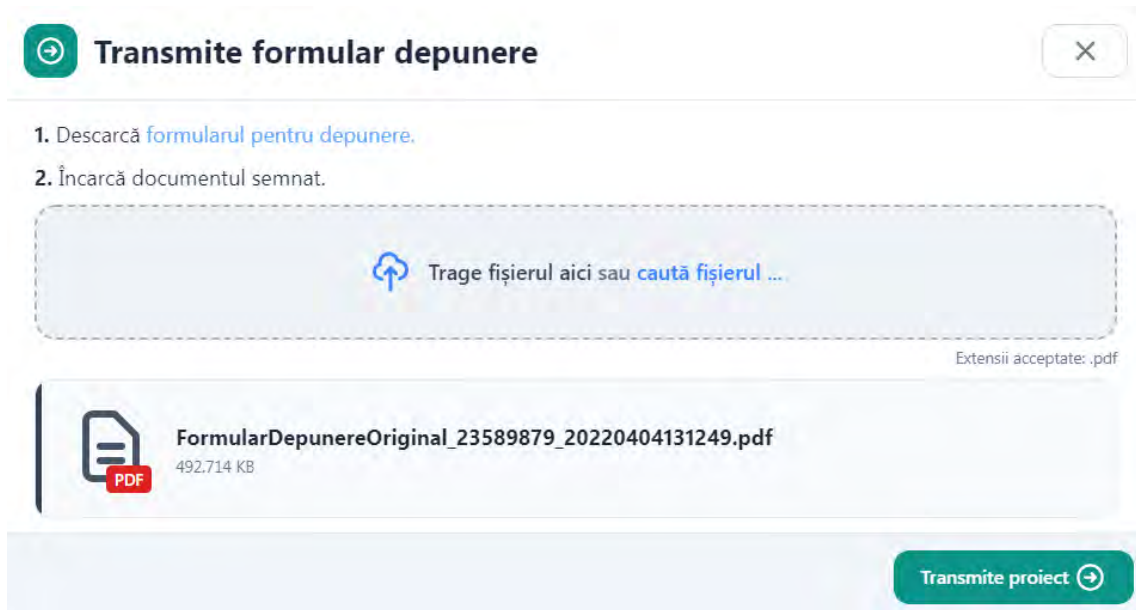 Transmite formular depunere
1. Descarcă formularul pentru depunere.
2. Încarcă documentul semnat.
Trage fișierul aici sau caută fișierul ...
Extensii acceptate: .pdf
FormularDepunereOriginal_23589879_20220404131249.pdf
492.714 KB
PDF
Transmite proiect